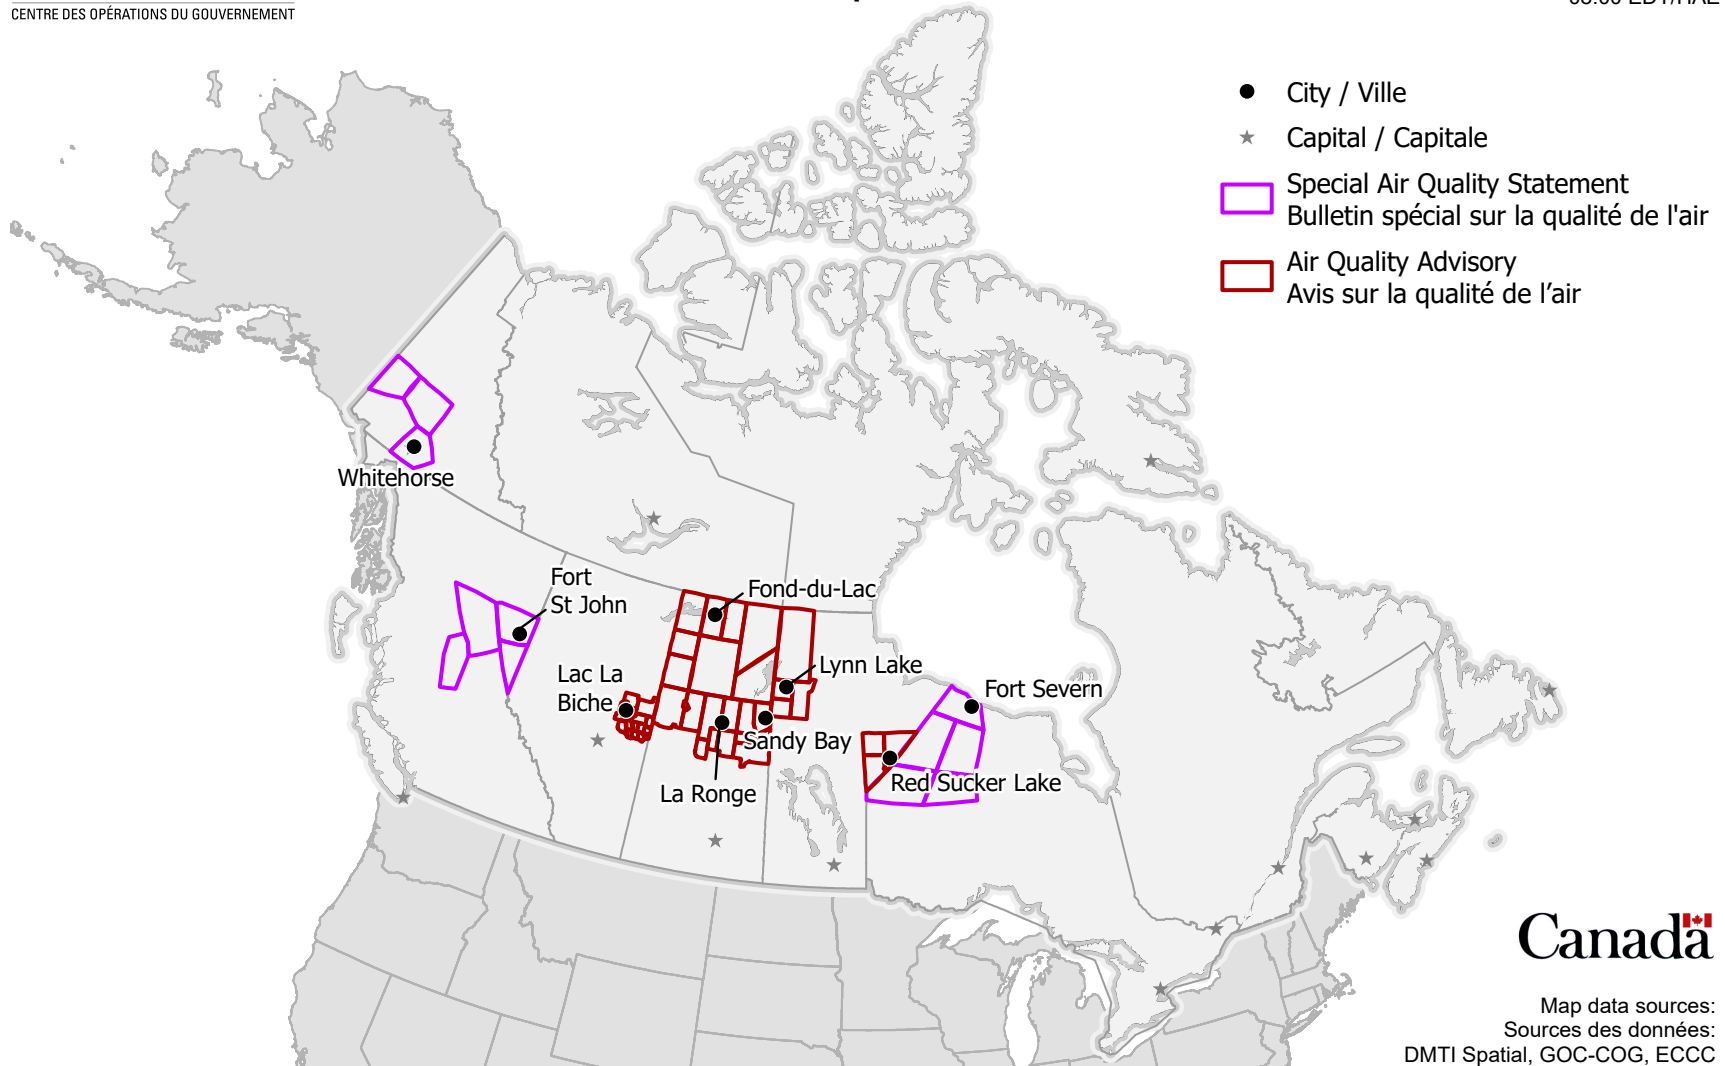 CENTRE DES OPÉRATIONS DU GOUVERNEMENT
City / Ville
Capital / Capitale
Special Air Quality Statement
Bulletin spécial sur la qualité de l'air
Air Quality Advisory
Avis sur la qualité de l’air
Whitehorse
Fort
St John
Fond-du-Lac
Lac La
Biche
Lynn Lake
Fort Severn
Sandy Bay
Red Sucker Lake
La Ronge
Canada
Map data sources:
Sources des données:
DMTI Spatial, GOC-COG, ECCC